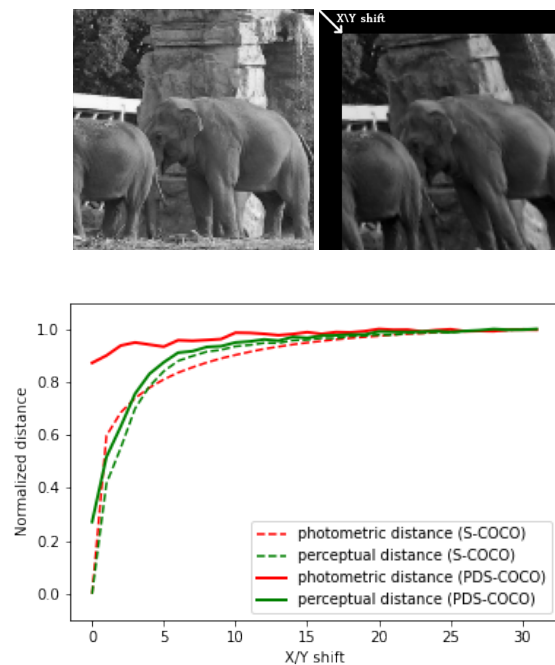 X\Y shift
1.0
0.8
0.6
0.4
0.2
0.0
Normalized distance
photometric distance (S-COCO)
perceptual distance (S-COCO)
photometric distance (PDS-COCO)
perceptual distance (PDS-COCO)
0 5 10 15 20 25 30
X/Y shift